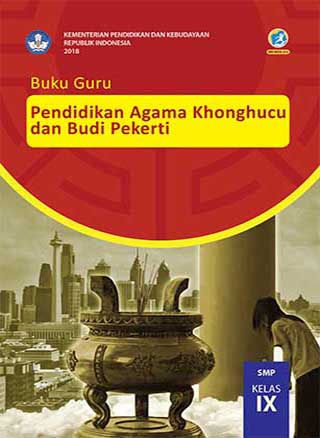 KEMENTERIAN PENDIDIKAN DAN KEBUDAYAAN
REPUBLIK INDONESIA
2018
Buku Guru
Pendidikan Agama Khonghucu
dan Budi Pekerti
SMP
KELAS
IX